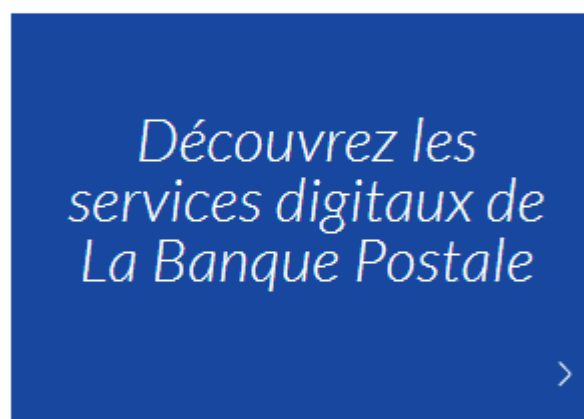 Découvrez les
services digitaux de
La Banque Postale